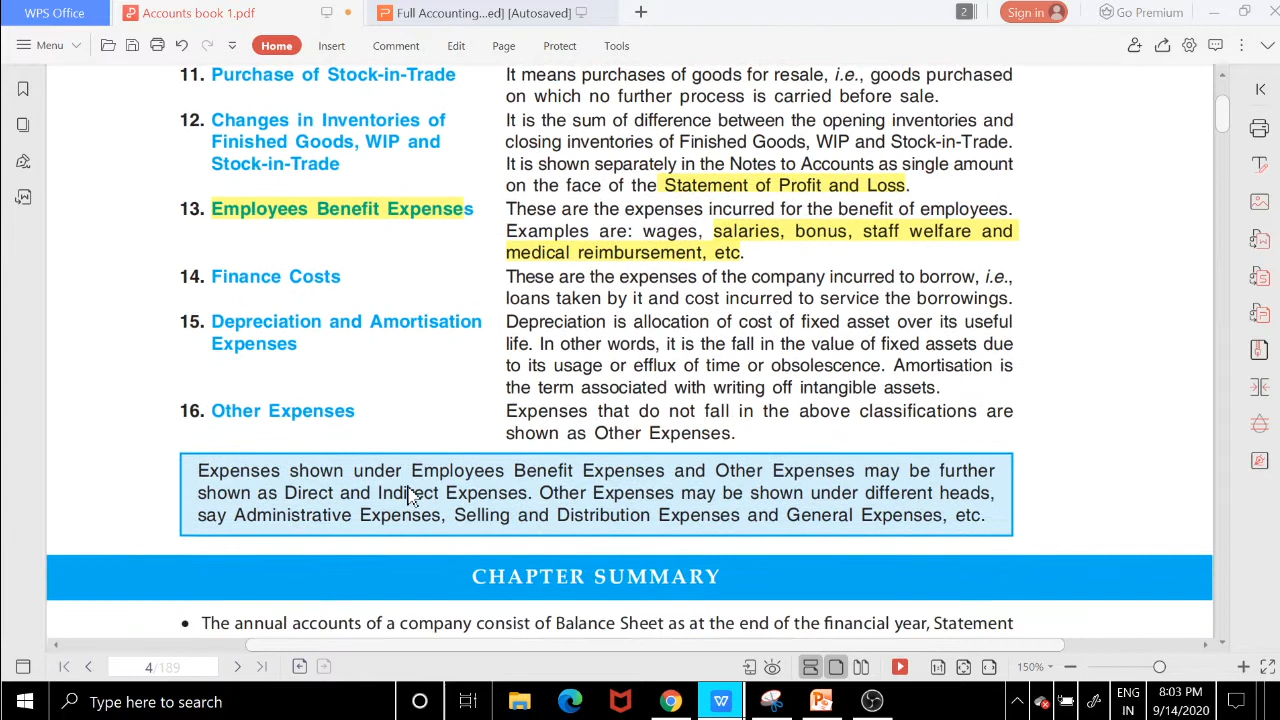 WPS Office
Accounts book 1.pdf
Full Accounting...ed] [Autosaved]
2
Sign in
Go Premium
Menu
Home
Insert
Comment
Edit
Page
Protect
Tools
11. Purchase of Stock-in-Trade
It means purchases of goods for resale, i.e., goods purchased
on which no further process is carried before sale.
12. Changes in Inventories of
Finished Goods, WIP and
Stock-in-Trade
It is the sum of difference between the opening inventories and
closing inventories of Finished Goods, WIP and Stock-in-Trade.
It is shown separately in the Notes to Accounts as single amount
on the face of the Statement of Profit and Loss.
13. Employees Benefit Expenses
These are the expenses incurred for the benefit of employees.
Examples are: wages, salaries, bonus, staff welfare and
medical reimbursement, etc.
14. Finance Costs
These are the expenses of the company incurred to borrow, i.e.,
loans taken by it and cost incurred to service the borrowings.
15. Depreciation and Amortisation
Expenses
Depreciation is allocation of cost of fixed asset over its useful
life. In other words, it is the fall in the value of fixed assets due
to its usage or efflux of time or obsolescence. Amortisation is
the term associated with writing off intangible assets.
16. Other Expenses
Expenses that do not fall in the above classifications are
shown as Other Expenses.
Expenses shown under Employees Benefit Expenses and Other Expenses may be further
shown as Direct and Indirect Expenses. Other Expenses may be shown under different heads,
say Administrative Expenses, Selling and Distribution Expenses and General Expenses, etc.
CHAPTER SUMMARY
• The annual accounts of a company consist of Balance Sheet as at the end of the financial year, Statement
4/189
150%
Type here to search
ENG
IN
8:03 PM
9/14/2020